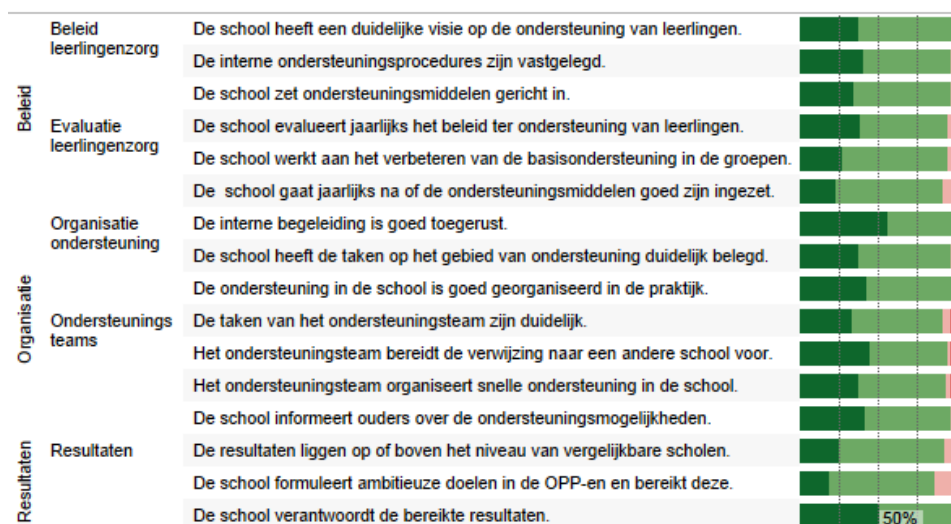 Beleid
Beleid
leerlingenzorg
De school heeft een duidelijke visie op de ondersteuning van leerlingen.
De interne ondersteuningsprocedures zijn vastgelegd.
De school zet ondersteuningsmiddelen gericht in.
Evaluatie
leerlingenzorg
De school evalueert jaarlijks het beleid ter ondersteuning van leerlingen.
De school werkt aan het verbeteren van de basisondersteuning in de groepen.
De school gaat jaarlijks na of de ondersteuningsmiddelen goed zijn ingezet.
Organisatie
Organisatie
ondersteuning
De interne begeleiding is goed toegerust.
De school heeft de taken op het gebied van ondersteuning duidelijk belegd.
De ondersteuning in de school is goed georganiseerd in de praktijk.
Ondersteunings
teams
De taken van het ondersteuningsteam zijn duidelijk.
Het ondersteuningsteam bereidt de verwijzing naar een andere school voor.
Het ondersteuningsteam organiseert snelle ondersteuning in de school.
De school informeert ouders over de ondersteuningsmogelijkheden.
Resultaten
Resultaten
De resultaten liggen op of boven het niveau van vergelijkbare scholen.
De school formuleert ambitieuze doelen in de OPP-en en bereikt deze.
De school verantwoordt de bereikte resultaten.
50%